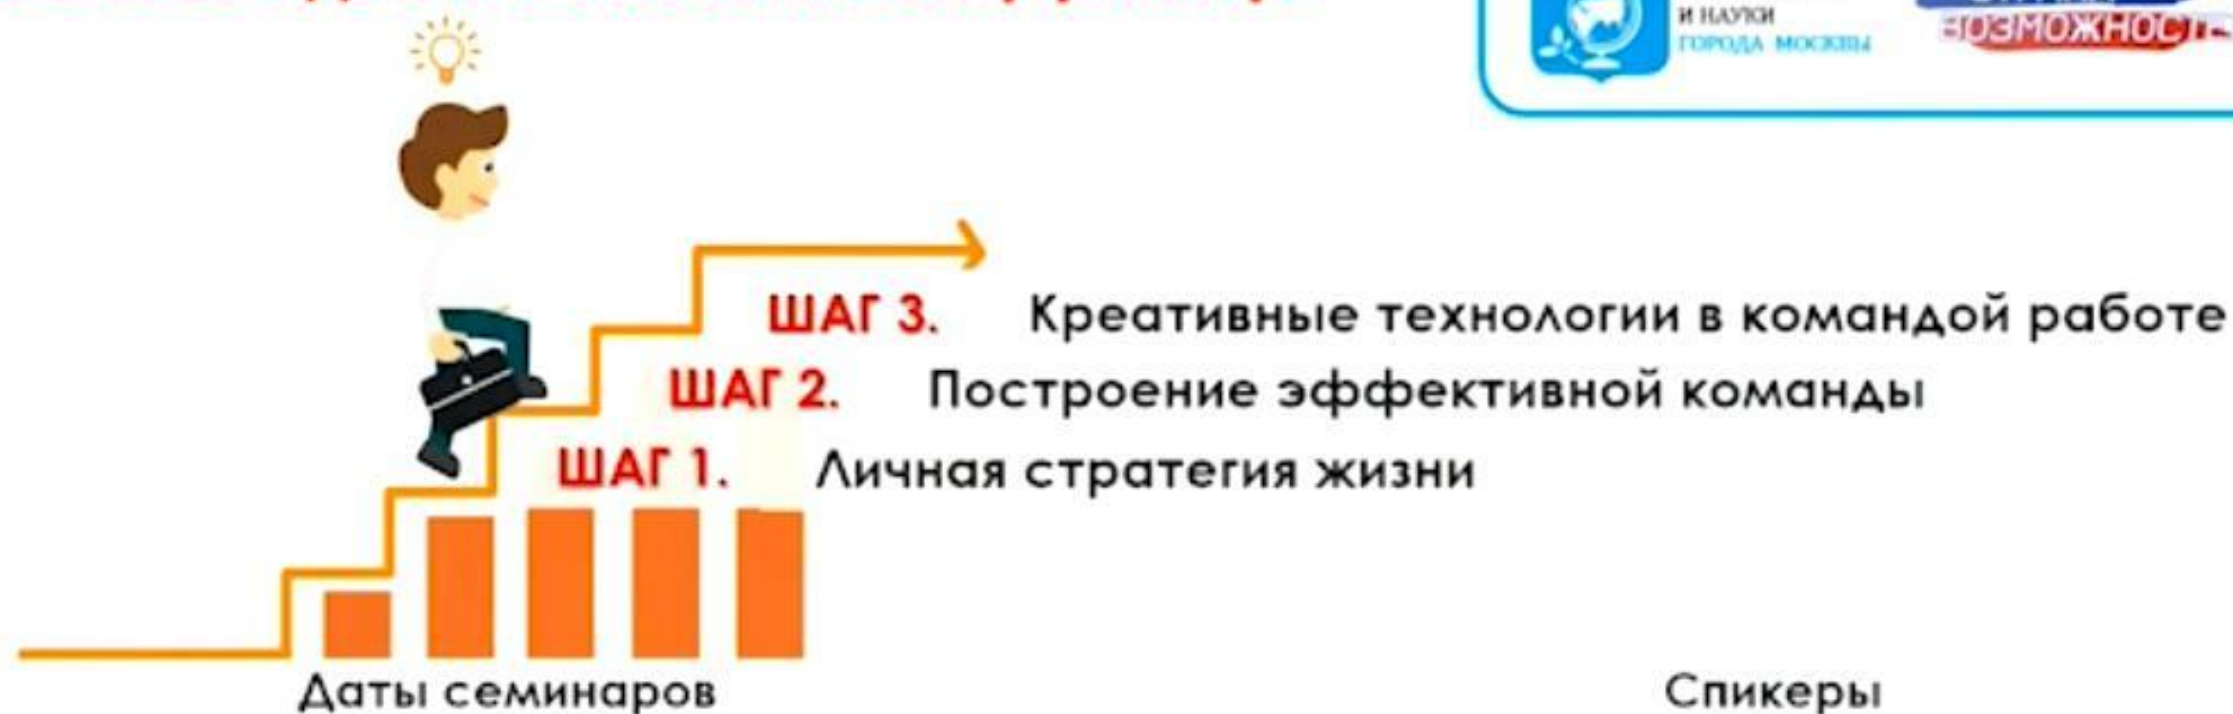 И НАУКИ
ГОРОДА МОСКВЫ
ВОЗМОЖНОСТ
ШАГ 3. Креативные технологии в командой работе
ШАГ 2. Построение эффективной команды
ШАГ 1. Личная стратегия жизни
Даты семинаров
Спикеры